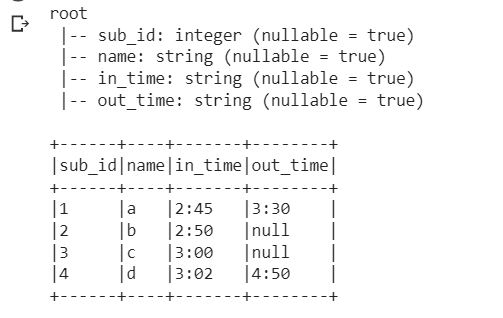 root
 |-- sub_id: integer (nullable = true)
 |-- name: string (nullable = true)
 |-- in_time: string (nullable = true)
 |-- out_time: string (nullable = true)

+------+----+-------+--------+
|sub_id|name|in_time|out_time|
+------+----+-------+--------+
|1     |a   |2:45   |3:30    |
|2     |b   |2:50   |null    |
|3     |c   |3:00   |null    |
|4     |d   |3:02   |4:50    |
+------+----+-------+--------+